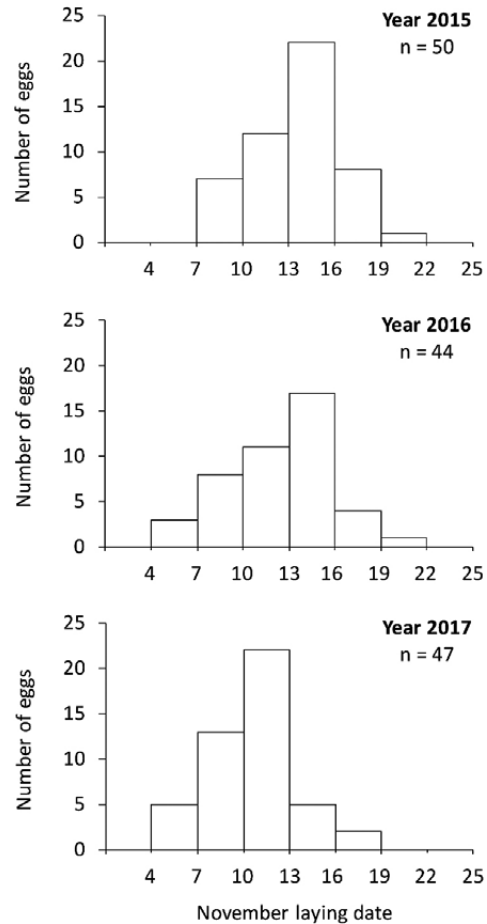 Year 2015
n = 50
Number of eggs
25
20
15
10
5
0
4 7 10 13 16 19 22 25
Year 2016
n = 44
Number of eggs
25
20
15
10
5
0
4 7 10 13 16 19 22 25
Year 2017
n = 47
Number of eggs
25
20
15
10
5
0
4 7 10 13 16 19 22 25
November laying date